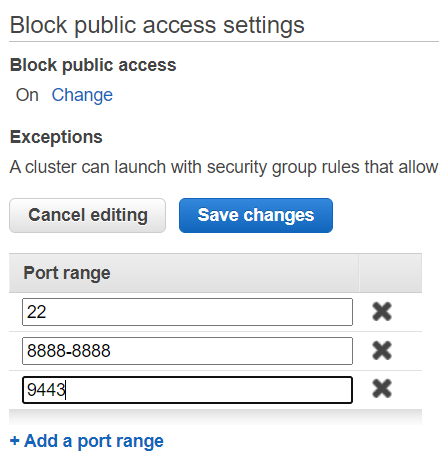 Block public access settings
Block public access
On Change
Exceptions
A cluster can launch with security group rules that allow
Cancel editing Save changes
Port range
22
8888-8888
9443
+ Add a port range